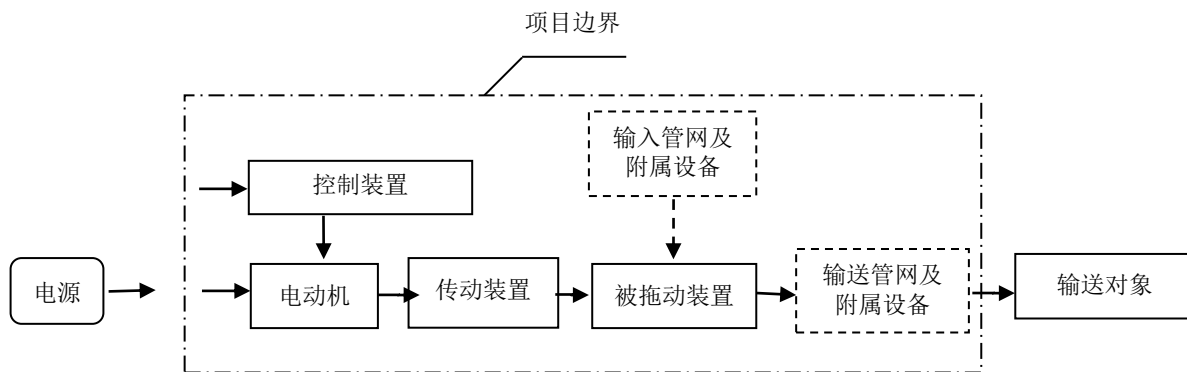 项目边界
输入管网及
附属设备
控制装置
电源
电动机
传动装置
被拖动装置
输送管网及
附属设备
输送对象